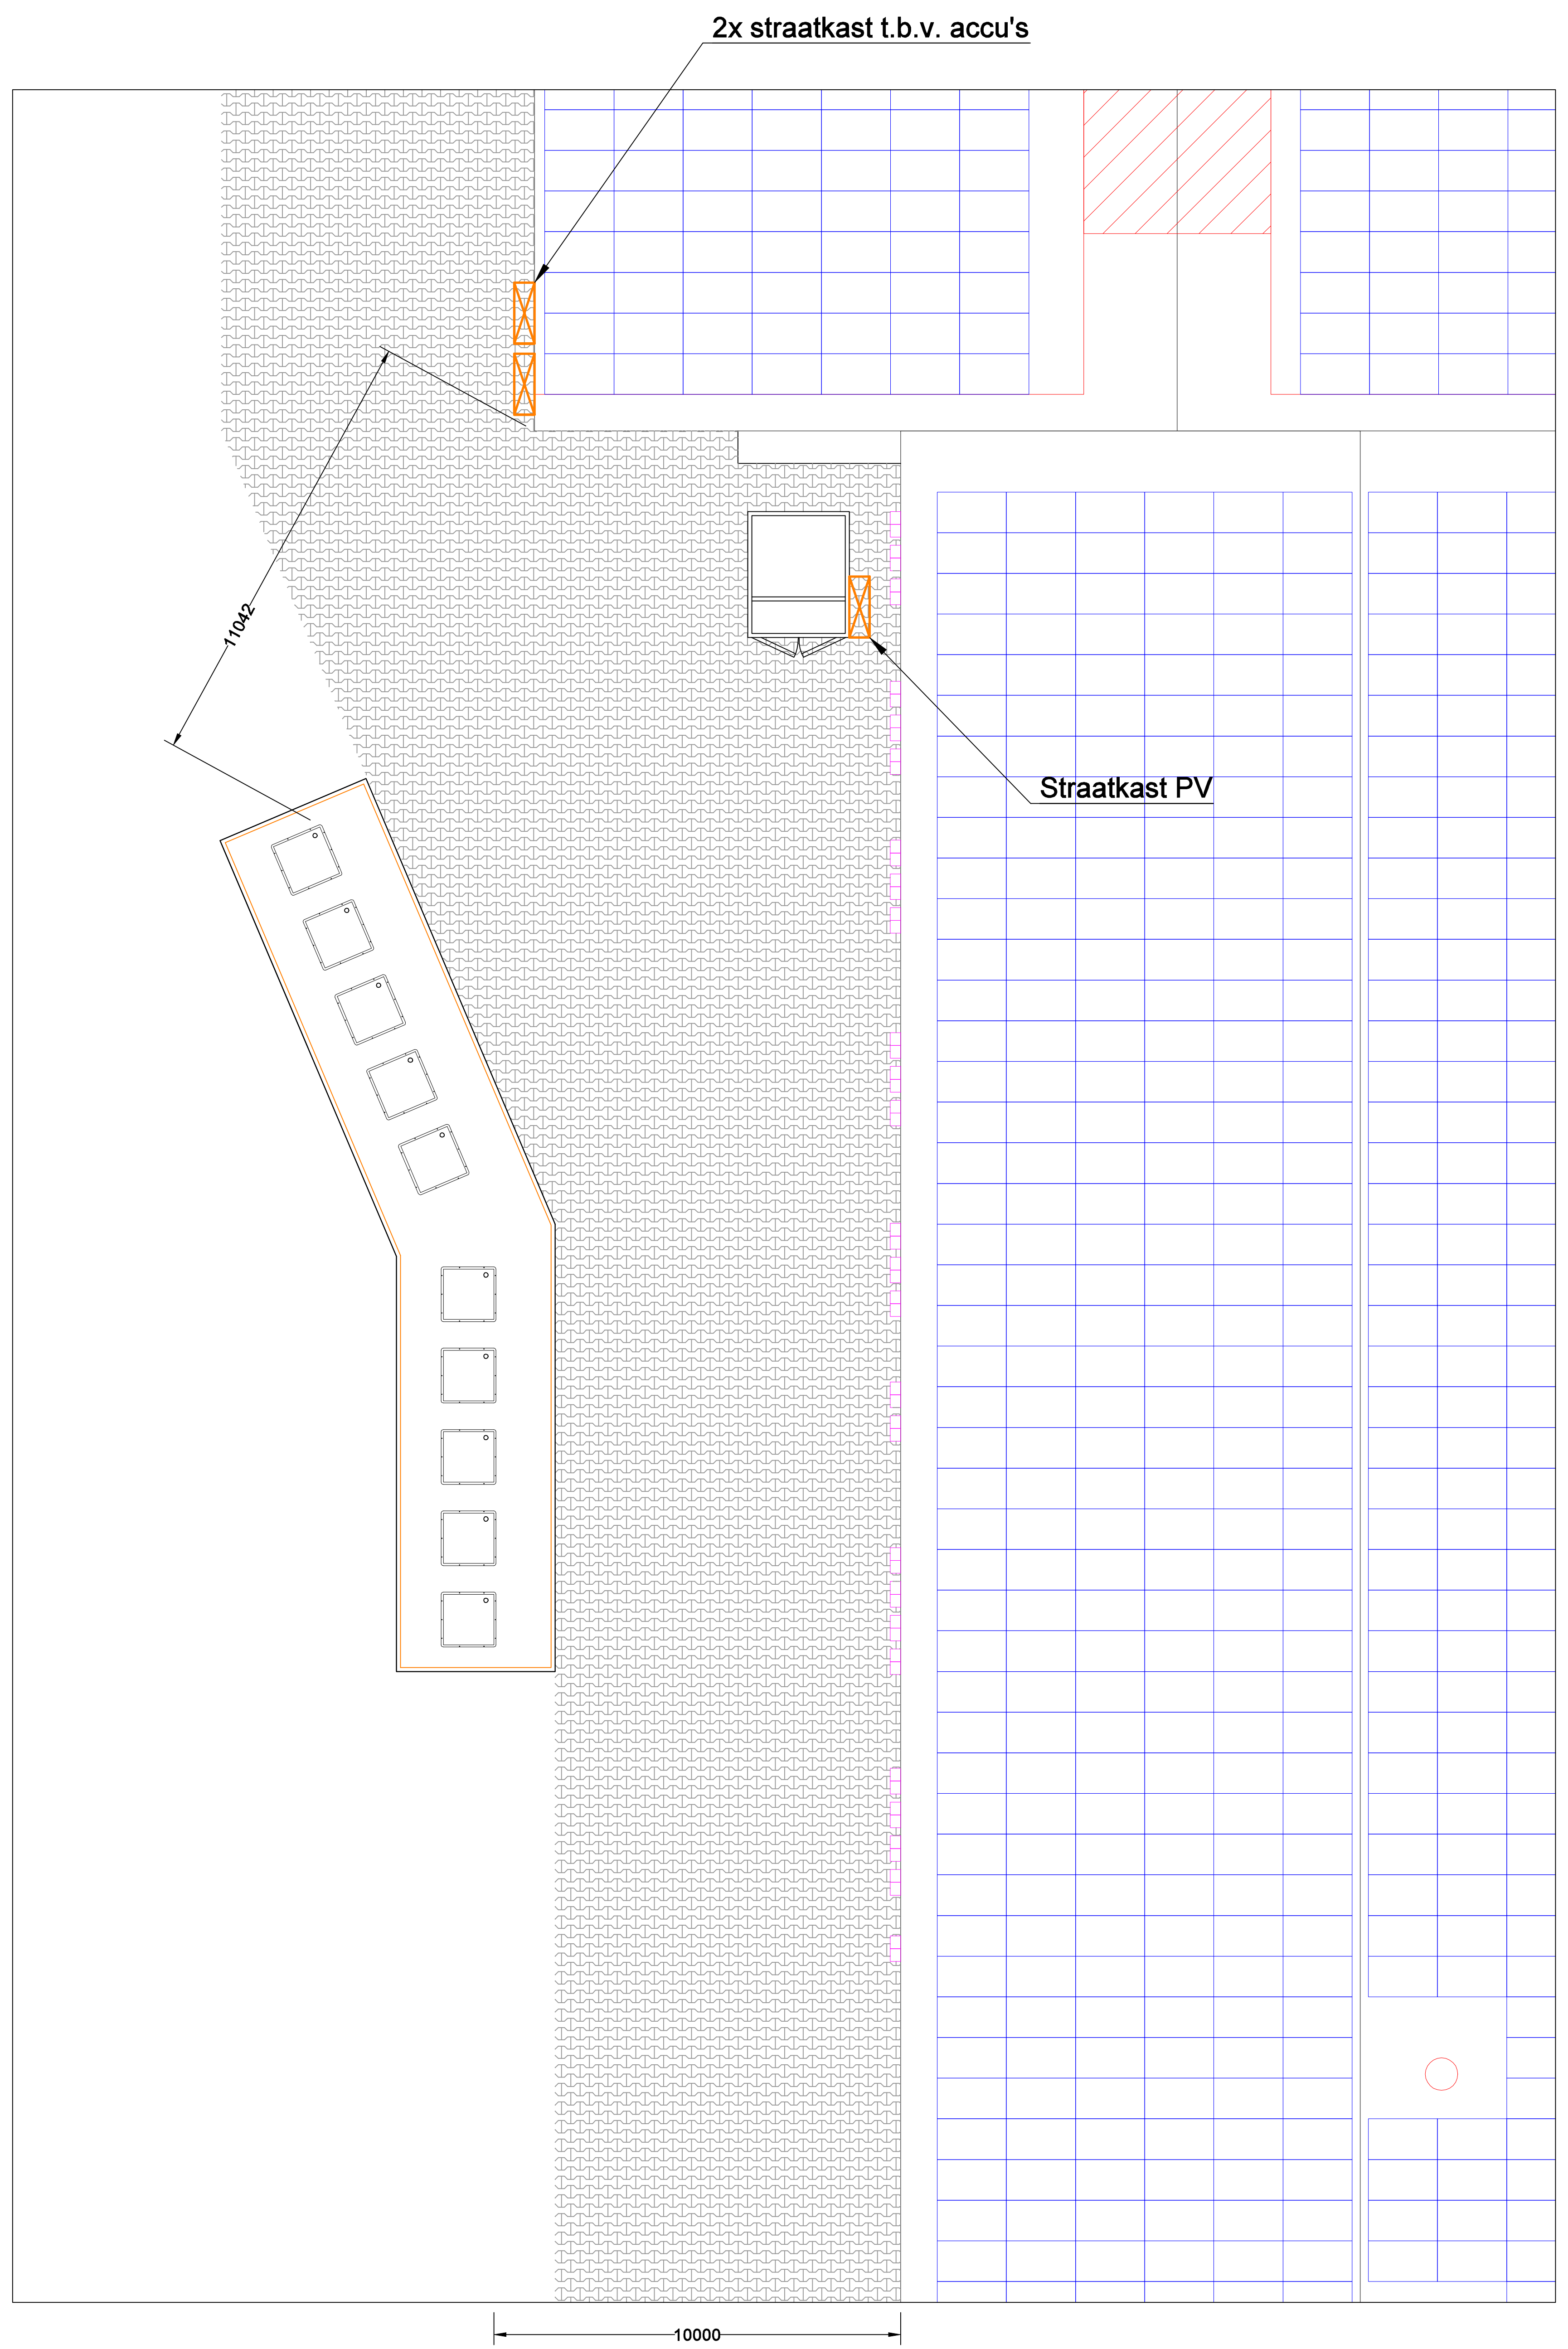 2x straatkast t.b.v. accu's
11042
Straatkast PV
10000